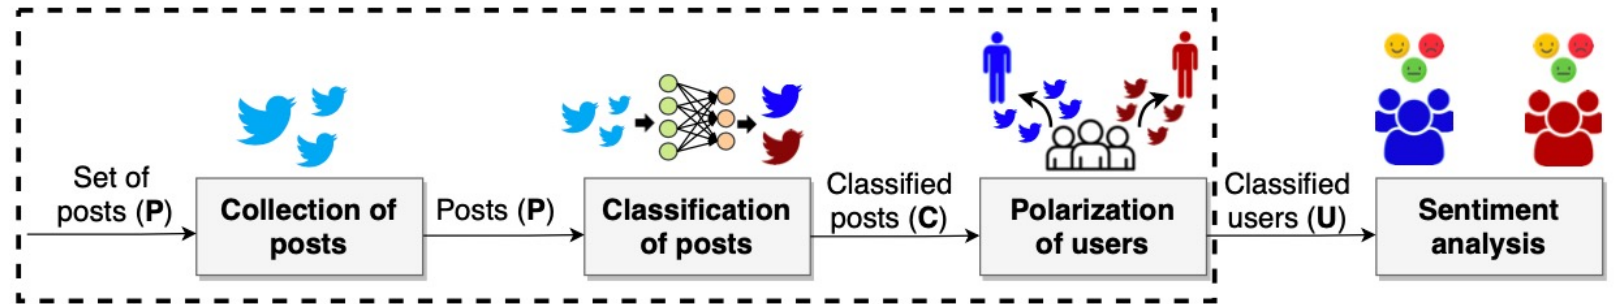 Set of
posts (P)
Collection of
posts
Posts (P)
Classification
of posts
Classified
posts (C)
Polarization
of users
Classified
users (U)
Sentiment
analysis